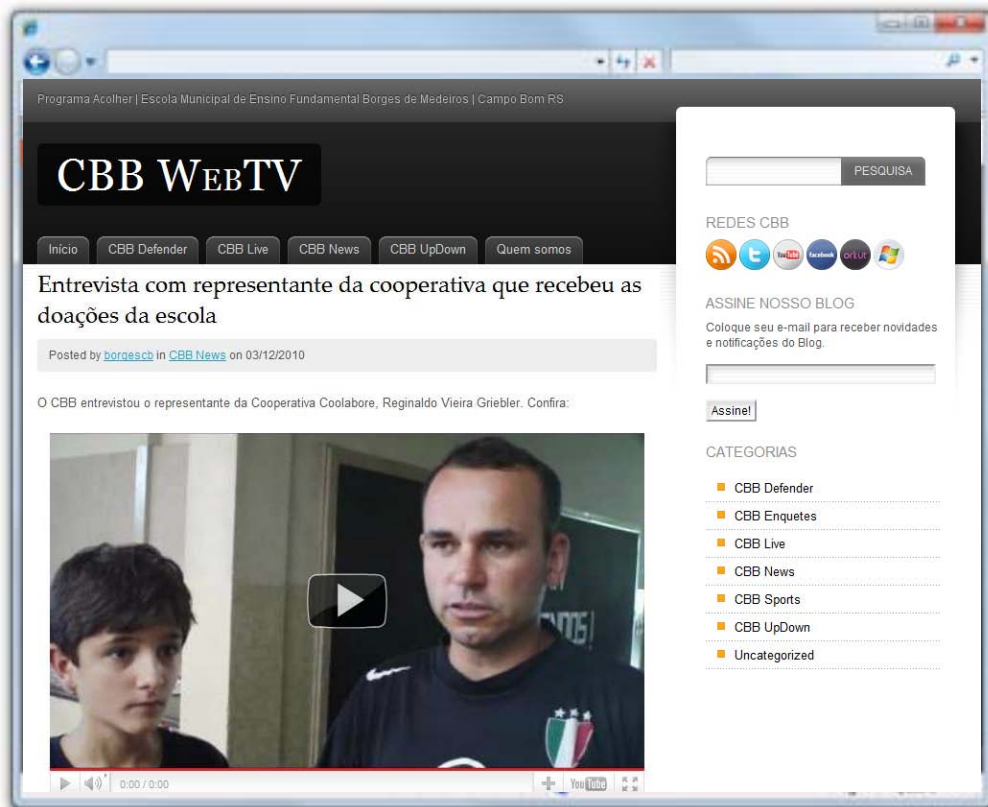 Programa Acolher | Escola Municipal de Ensino Fundamental Borges de Medeiros | Campo Bom RS
CBB WEBTV
Início
CBB Defender
CBB Live
CBB News
CBB UpDown
Quem somos
Entrevista com representante da cooperativa que recebeu as
doações da escola
Posted by borgescb in CBB News on 03/12/2010
O CBB entrevistou o representante da Cooperativa Coolabore, Reginaldo Vieira Griebler. Confira:
0:00 / 0:00
YouTube
PESQUISA
REDES CBB
YouTube
facebook
orkut
ASSINE NOSSO BLOG
Coloque seu e-mail para receber novidades
e notificações do Blog.
Assine!
CATEGORIAS
CBB Defender
CBB Enquetes
CBB Live
CBB News
CBB Sports
CBB UpDown
Uncategorized